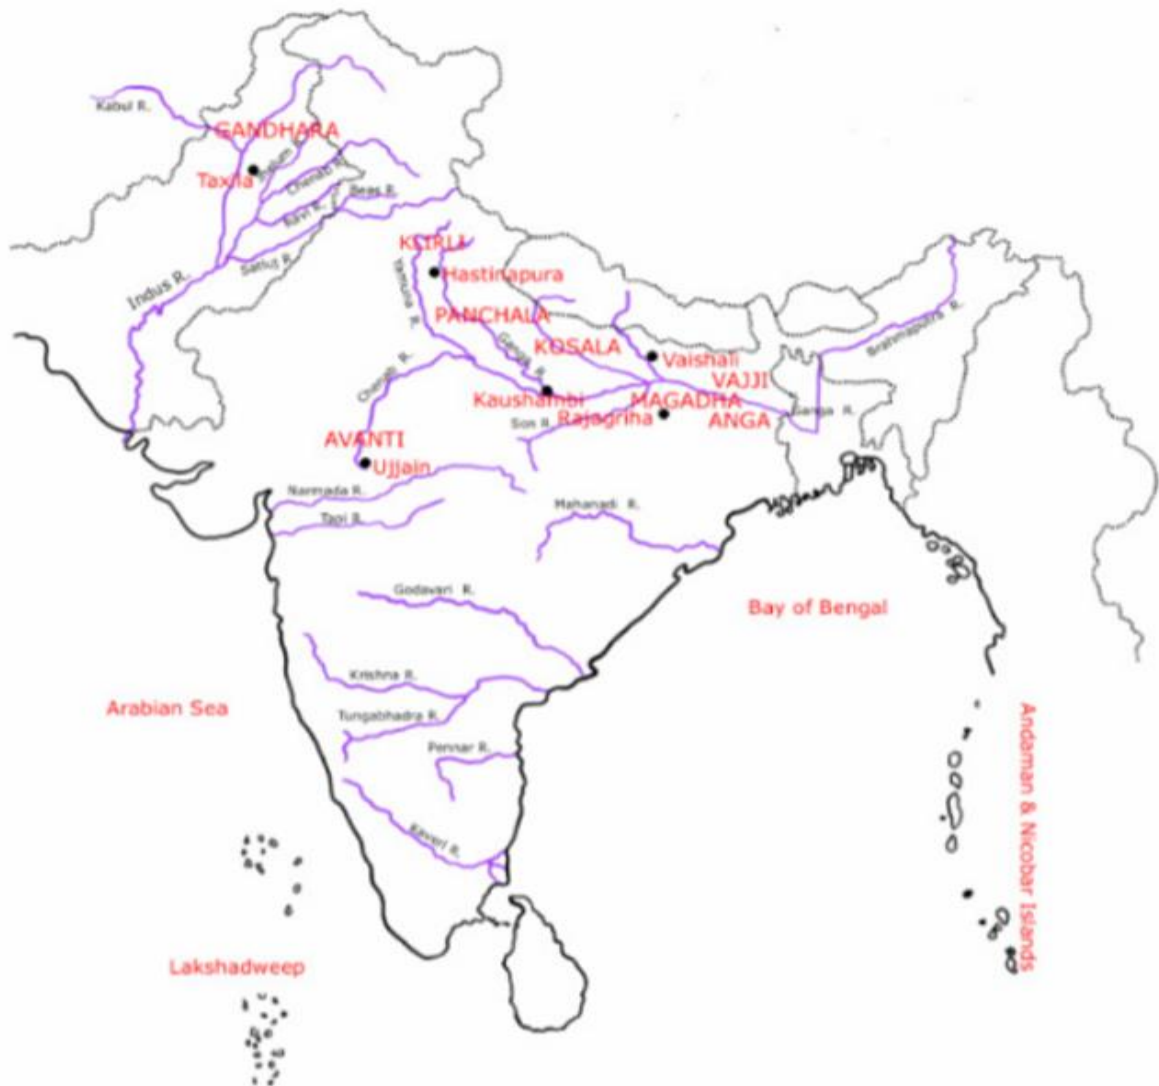 Kabul R.
GANDHARA
Jhelum R.
Taxila
Chenab R.
Beas R.
Ravi R.
KURU
Satluj R.
Hastinapura
Indus R.
Yamuna R.
PANCHALA
Brahmaputra R.
KOSALA
Ganga R.
Vaishali
VAJJI
Kaushambi
MAGADHA
Ganga R.
Rajagriha
ANGA
Son R.
AVANTI
Ujjain
Narmada R.
Mahanadi R.
Tapi R.
Godavari R.
Bay of Bengal
Krishna R.
Arabian Sea
Tungabhadra R.
Pennar R.
Andaman & Nicobar Islands
Kaveri R.
Lakshadweep